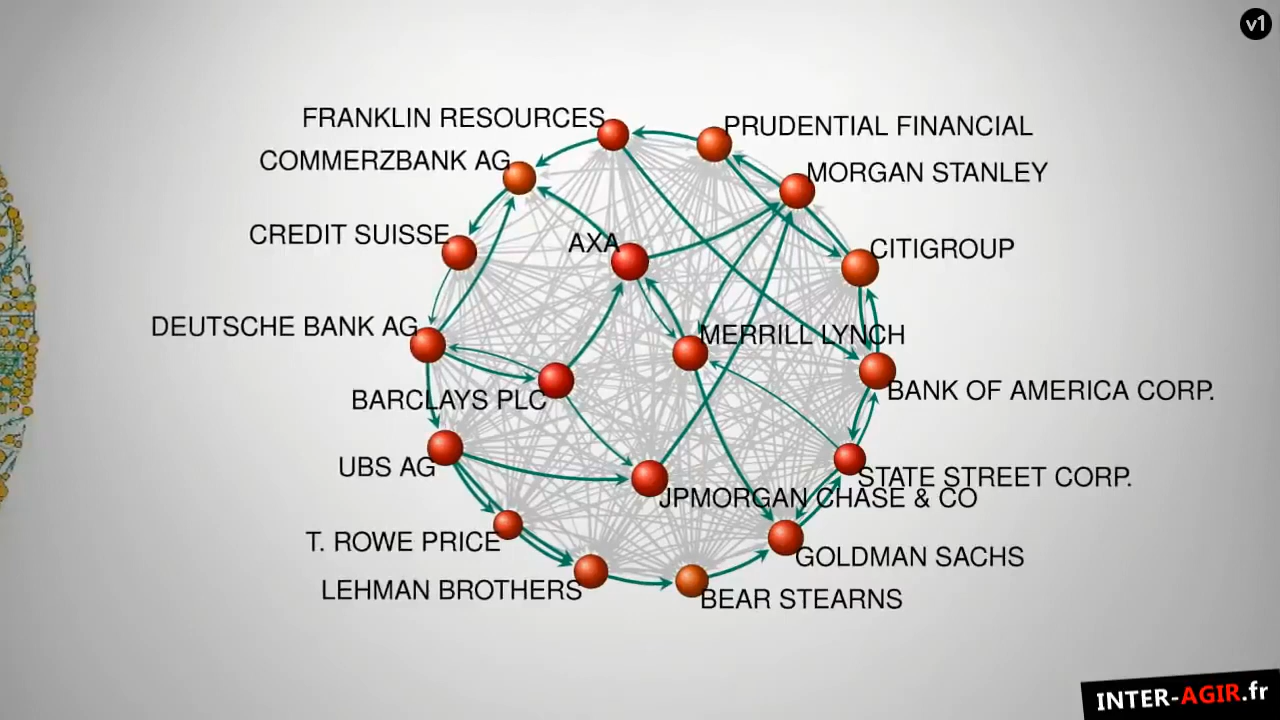 v1
FRANKLIN RESOURCES
PRUDENTIAL FINANCIAL
COMMERZBANK AG
MORGAN STANLEY
CREDIT SUISSE
AXA
CITIGROUP
DEUTSCHE BANK AG
MERRILL LYNCH
BARCLAYS PLC
BANK OF AMERICA CORP.
UBS AG
STATE STREET CORP.
JPMORGAN CHASE & CO
T. ROWE PRICE
GOLDMAN SACHS
LEHMAN BROTHERS
BEAR STEARNS
INTER-AGIR.fr